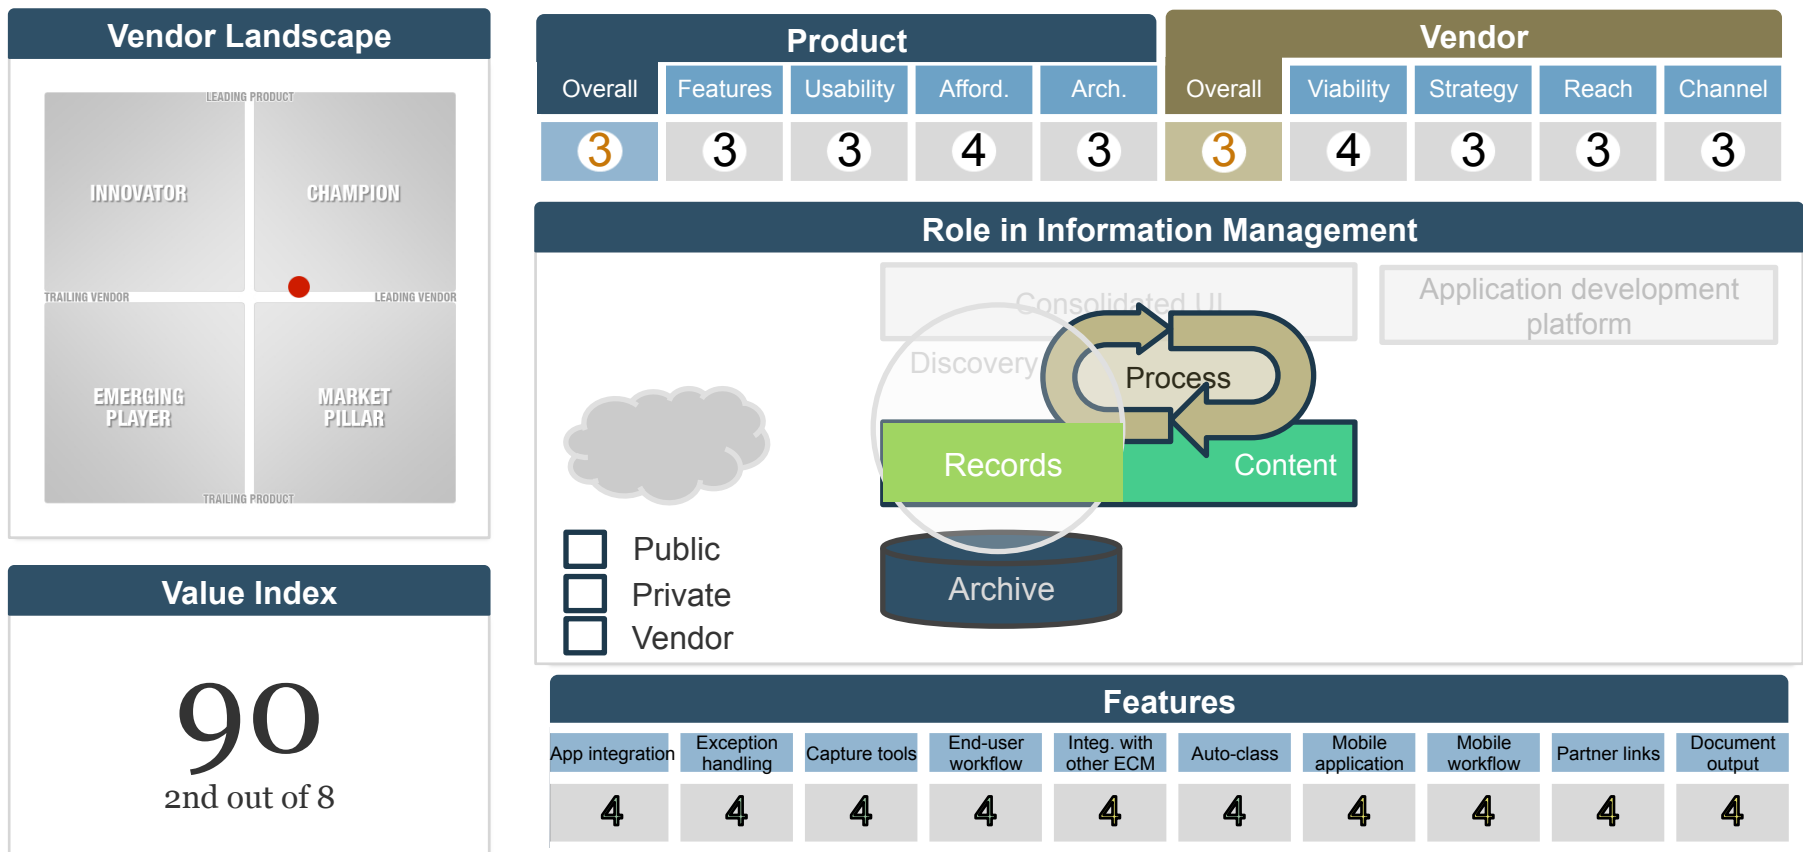 Vendor Landscape
LEADING PRODUCT
INNOVATOR
CHAMPION
TRAILING VENDOR
LEADING VENDOR
EMERGING
PLAYER
MARKET
PILLAR
TRAILING PRODUCT
Value Index
90
2nd out of 8
Product
Vendor
Overall
Features
Usability
Afford.
Arch.
Overall
Viability
Strategy
Reach
Channel
3
3
3
4
3
3
4
3
3
3
Role in Information Management
Consolidated UI
Application development
platform
Discovery
Process
Records
Content
Archive
Public
Private
Vendor
Features
App integration
Exception
handling
Capture tools
End-user
workflow
Integ. with
other ECM
Auto-class
Mobile
application
Mobile
workflow
Partner links
Document
output
4
4
4
4
4
4
4
4
4
4